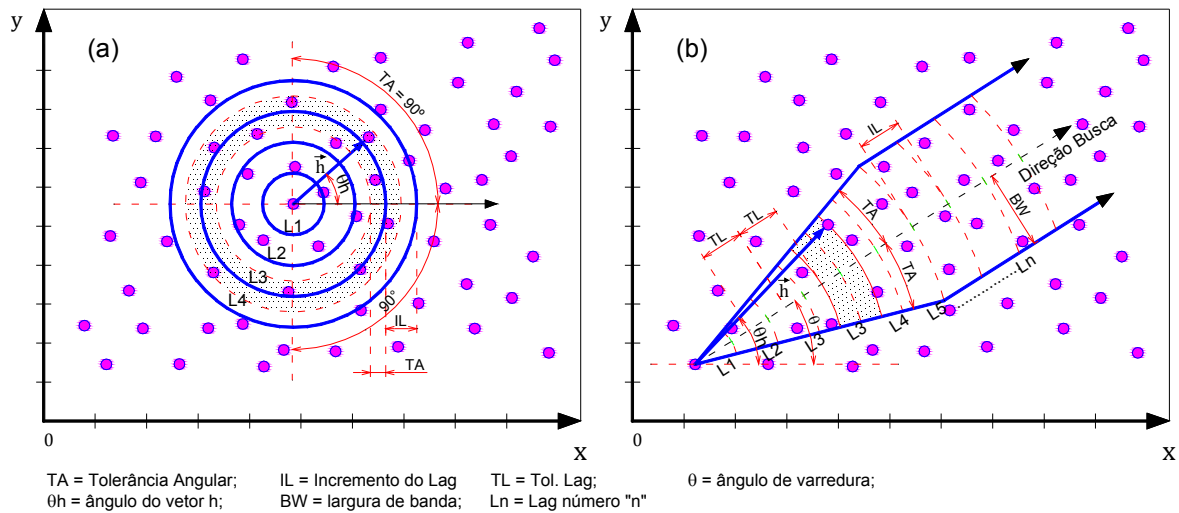 y
(a)
TA = 90º
h
θh
L1
L2
L3
L4
90°
IL
TA
0
x
y
(b)
IL
Direção Busca
BW
TA
TL
TL
TA
h
θ
θh
Ln
L5
L4
L3
L3
L2
L1
0
x
TA = Tolerância Angular; IL = Incremento do Lag TL = Tol. Lag; θ = ângulo de varredura;
θh = ângulo do vetor h; BW = largura de banda; Ln = Lag número "n"